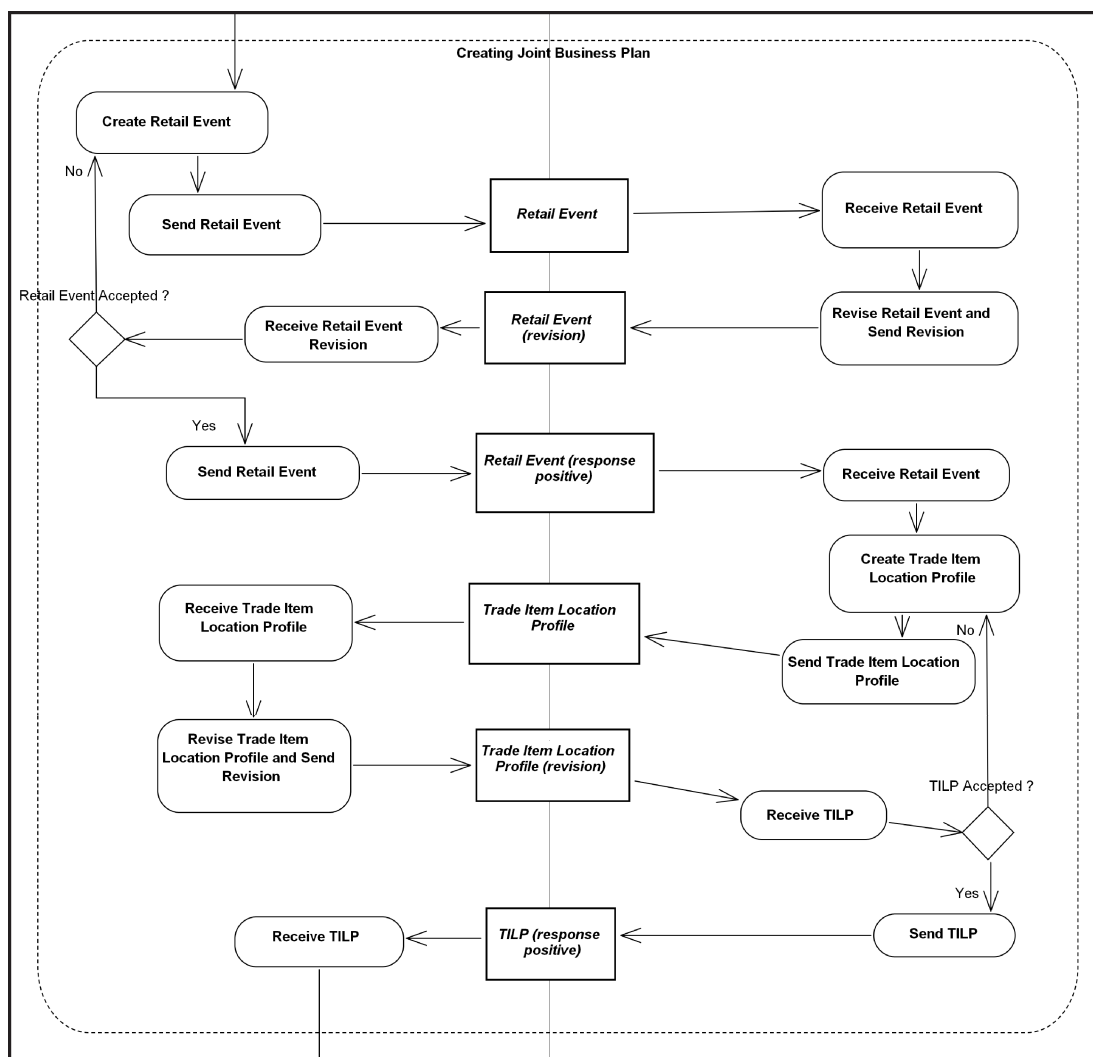 Creating Joint Business Plan
Create Retail Event
No
Send Retail Event
Retail Event
Receive Retail Event
Retail Event Accepted ?
Receive Retail Event
Revision
Retail Event
(revision)
Revise Retail Event and
Send Revision
Yes
Send Retail Event
Retail Event (response
positive)
Receive Retail Event
Create Trade Item
Location Profile
Receive Trade Item
Location Profile
Trade Item Location
Profile
No
Send Trade Item Location
Profile
Revise Trade Item
Location Profile and Send
Revision
Trade Item Location
Profile (revision)
TILP Accepted ?
Receive TILP
Yes
Receive TILP
TILP (response
positive)
Send TILP